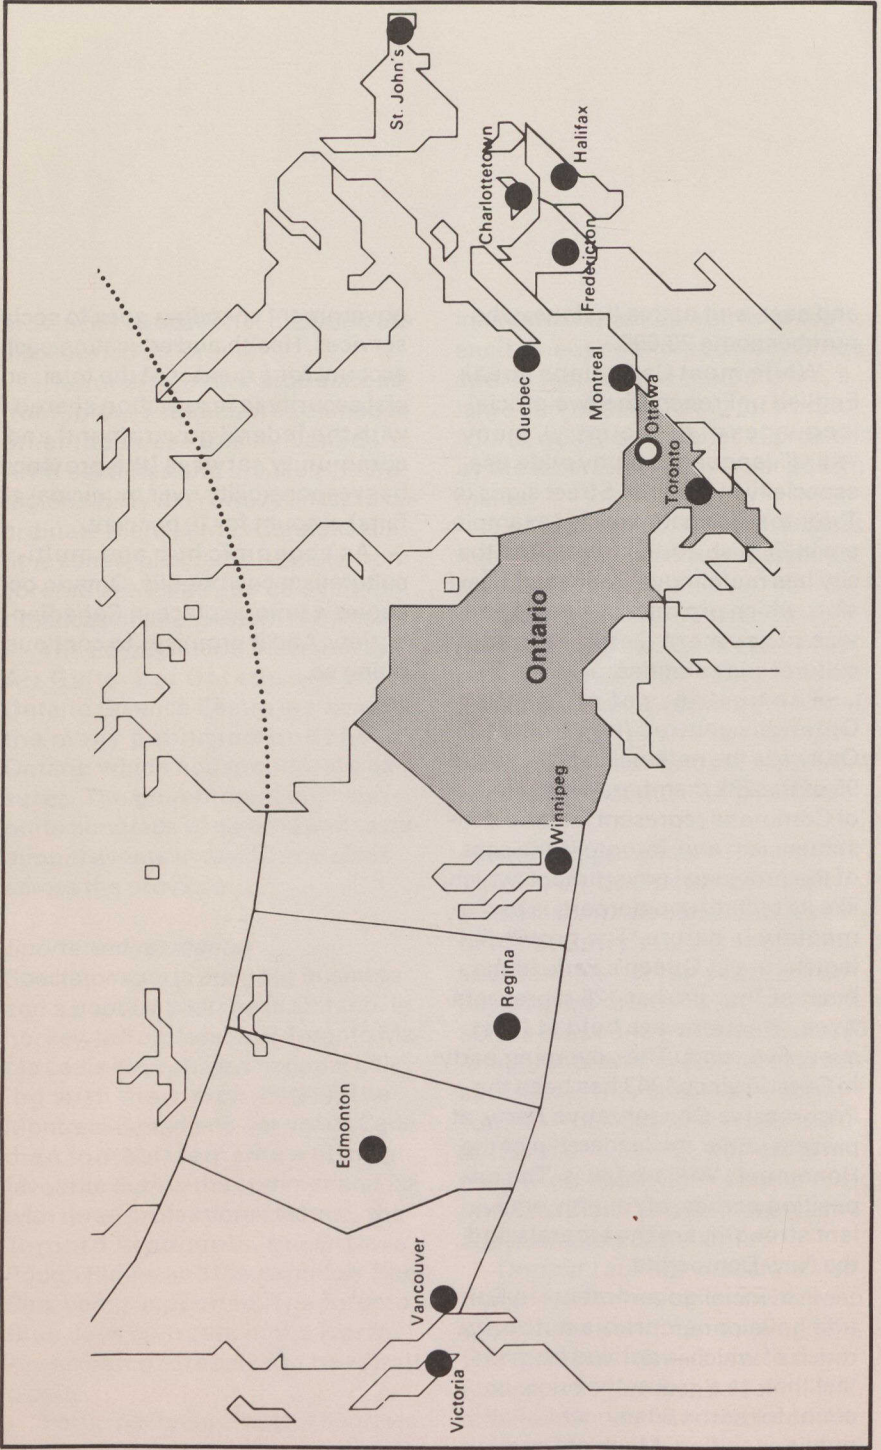 Victoria
Vancouver
Edmonton
Regina
Winnipeg
Ontario
Toronto
Ottawa
Montreal
Quebec
Fredericton
Charlottetown
Halifax
St. John's